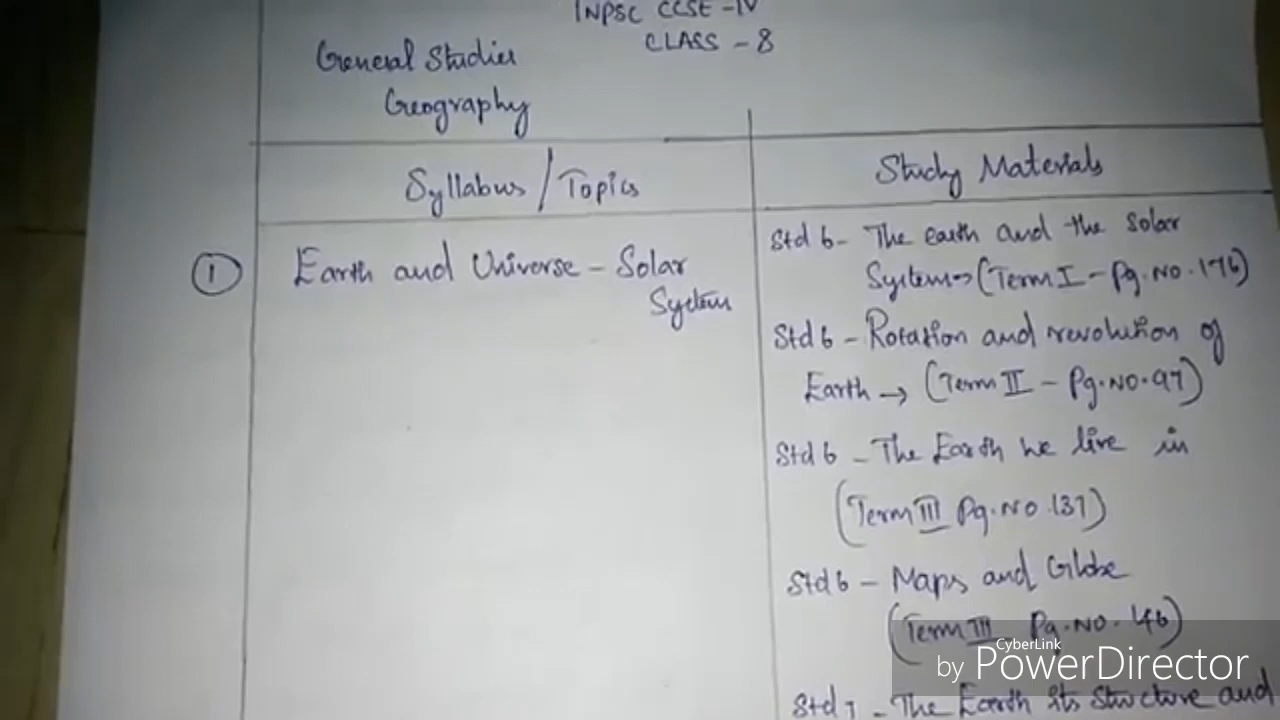 TNPSC CCSE -IV
CLASS - 8
General Studies
Geography
Syllabus / Topics
Study Materials
① Earth and Universe - Solar
System
Std 6 - The earth and the Solar
System → (Term I - Pg.No.176)
Std 6 - Rotation and revolution of
Earth → (Term II - Pg.No.97)
Std 6 - The Earth we live in
(Term III Pg.No.137)
Std 6 - Maps and Globe
(Term III Pg.No.146)
Std 7 - The Earth its structure and
CyberLink
by PowerDirector